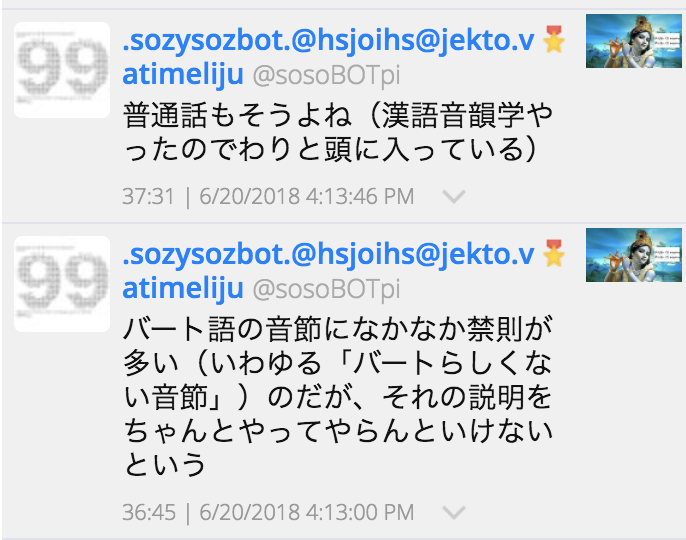 .sozysozbot.@hsjoihs@jekto.v
atimeliju @sosoBOTpi
普通話もそうよね（漢語音韻学や
ったのでわりと頭に入っている）
37:31 | 6/20/2018 4:13:46 PM
.sozysozbot.@hsjoihs@jekto.v
atimeliju @sosoBOTpi
バート語の音節になかなか禁則が
多い（いわゆる「バートらしくな
い音節」）のだが、それの説明を
ちゃんとやってやらんといけない
という
36:45 | 6/20/2018 4:13:00 PM